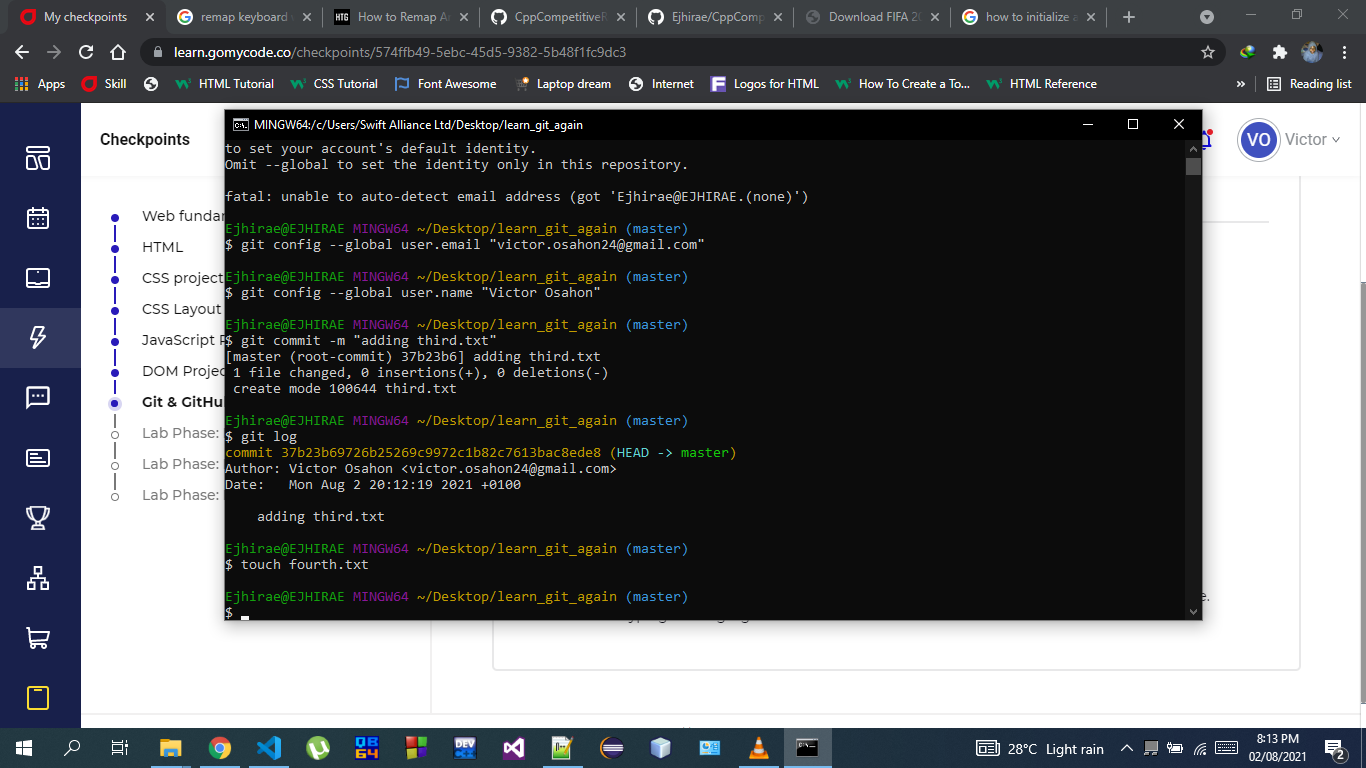 My checkpoints
remap keyboard
How to Remap A
CppCompetitiveR
Ejhirae/CppComp
Download FIFA 20
how to initialize a
learn.gomycode.co/checkpoints/574ffb49-5ebc-45d5-9382-5b48f1fc9dc3
Apps Skill HTML Tutorial CSS Tutorial Font Awesome Laptop dream Internet Logos for HTML How To Create a To... HTML Reference » Reading list
Checkpoints
VO Victor
Web fundar
HTML
CSS project
CSS Layout
JavaScript P
DOM Projec
Git & GitHu
Lab Phase:
Lab Phase:
Lab Phase:
MINGW64:/c/Users/Swift Alliance Ltd/Desktop/learn_git_again
to set your account's default identity.
Omit --global to set the identity only in this repository.
fatal: unable to auto-detect email address (got 'Ejhirae@EJHIRAE.(none)')
Ejhirae@EJHIRAE MINGW64 ~/Desktop/learn_git_again (master)
$ git config --global user.email "victor.osahon24@gmail.com"
Ejhirae@EJHIRAE MINGW64 ~/Desktop/learn_git_again (master)
$ git config --global user.name "Victor Osahon"
Ejhirae@EJHIRAE MINGW64 ~/Desktop/learn_git_again (master)
$ git commit -m "adding third.txt"
[master (root-commit) 37b23b6] adding third.txt
1 file changed, 0 insertions(+), 0 deletions(-)
create mode 100644 third.txt
Ejhirae@EJHIRAE MINGW64 ~/Desktop/learn_git_again (master)
$ git log
commit 37b23b69726b25269c9972c1b82c7613bac8ede8 (HEAD -> master)
Author: Victor Osahon <victor.osahon24@gmail.com>
Date: Mon Aug 2 20:12:19 2021 +0100
adding third.txt
Ejhirae@EJHIRAE MINGW64 ~/Desktop/learn_git_again (master)
$ touch fourth.txt
Ejhirae@EJHIRAE MINGW64 ~/Desktop/learn_git_again (master)
$
28°C Light rain
8:13 PM
02/08/2021
2